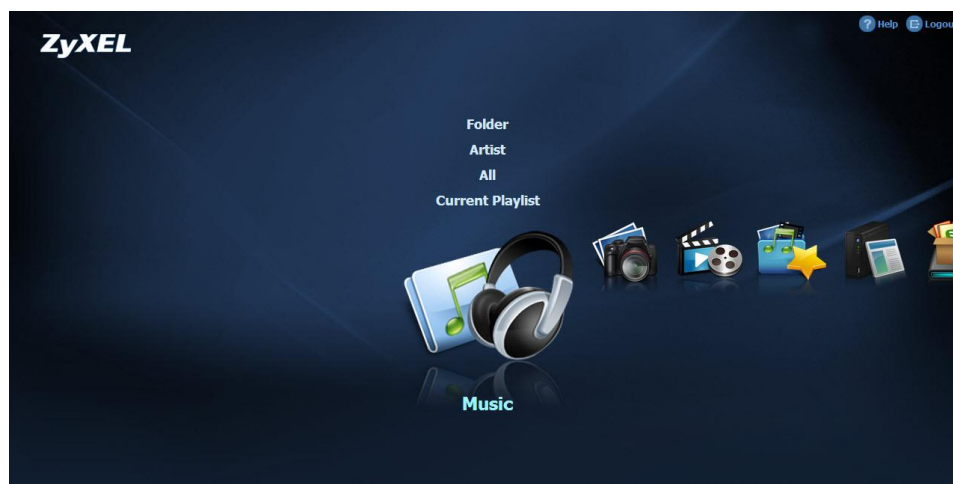 ZyXEL
Help
Logou
Folder
Artist
All
Current Playlist
Music